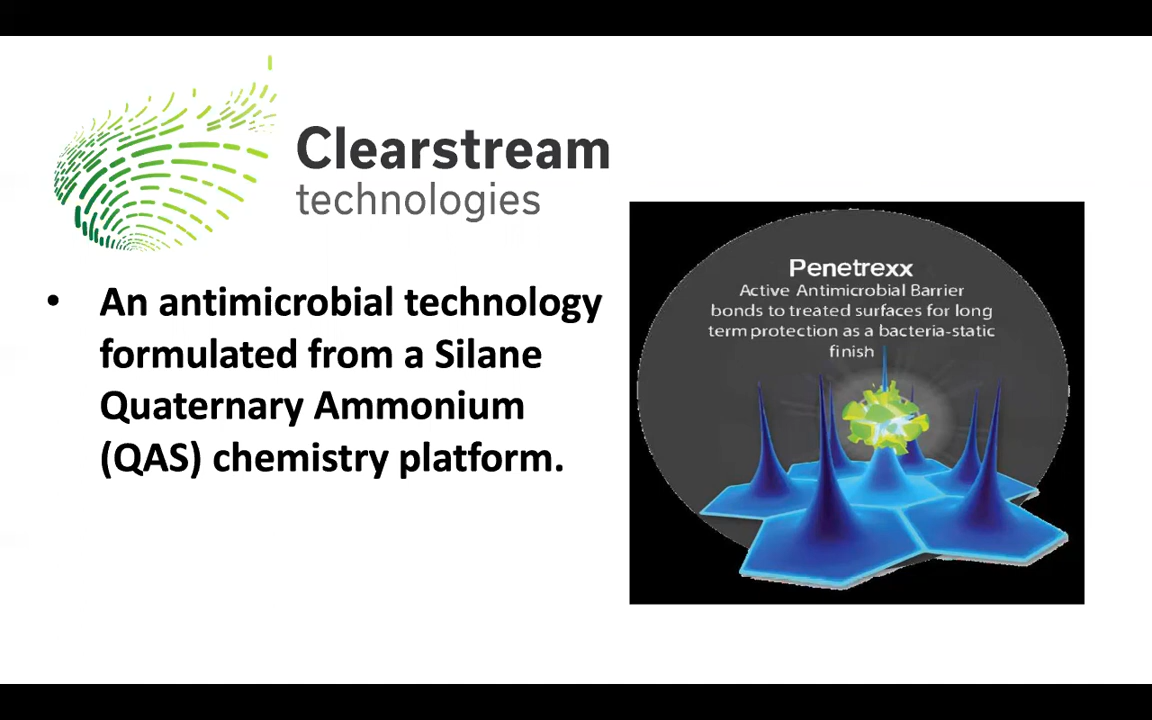 Clearstream
technologies
• An antimicrobial technology
formulated from a Silane
Quaternary Ammonium
(QAS) chemistry platform.
Penetrexx
Active Antimicrobial Barrier
bonds to treated surfaces for long
term protection as a bacteria-static
finish